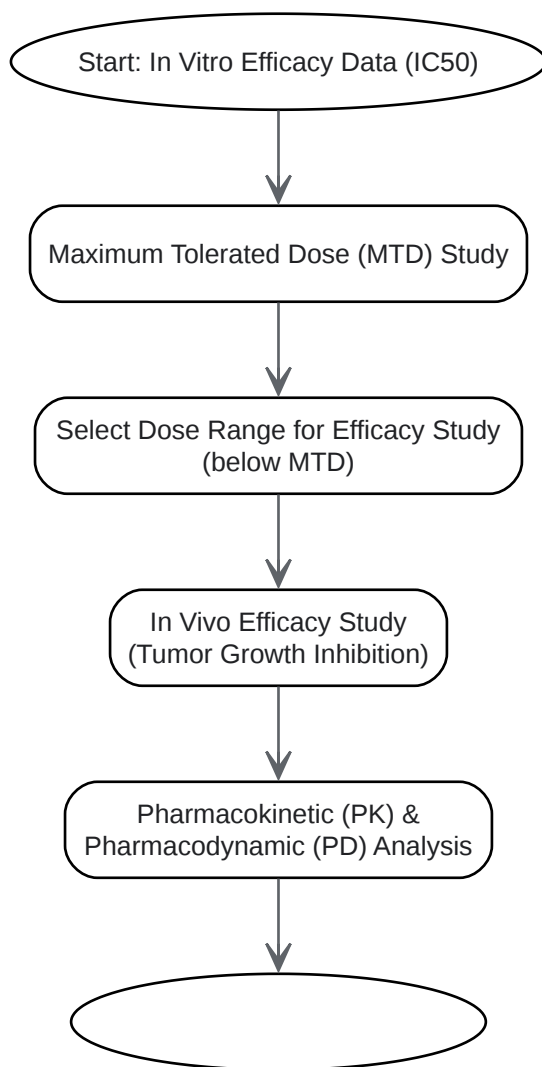 Start: In Vitro Efficacy Data (IC50)
Maximum Tolerated Dose (MTD) Study
Select Dose Range for Efficacy Study
(below MTD)
In Vivo Efficacy Study
(Tumor Growth Inhibition)
Pharmacokinetic (PK) &
Pharmacodynamic (PD) Analysis